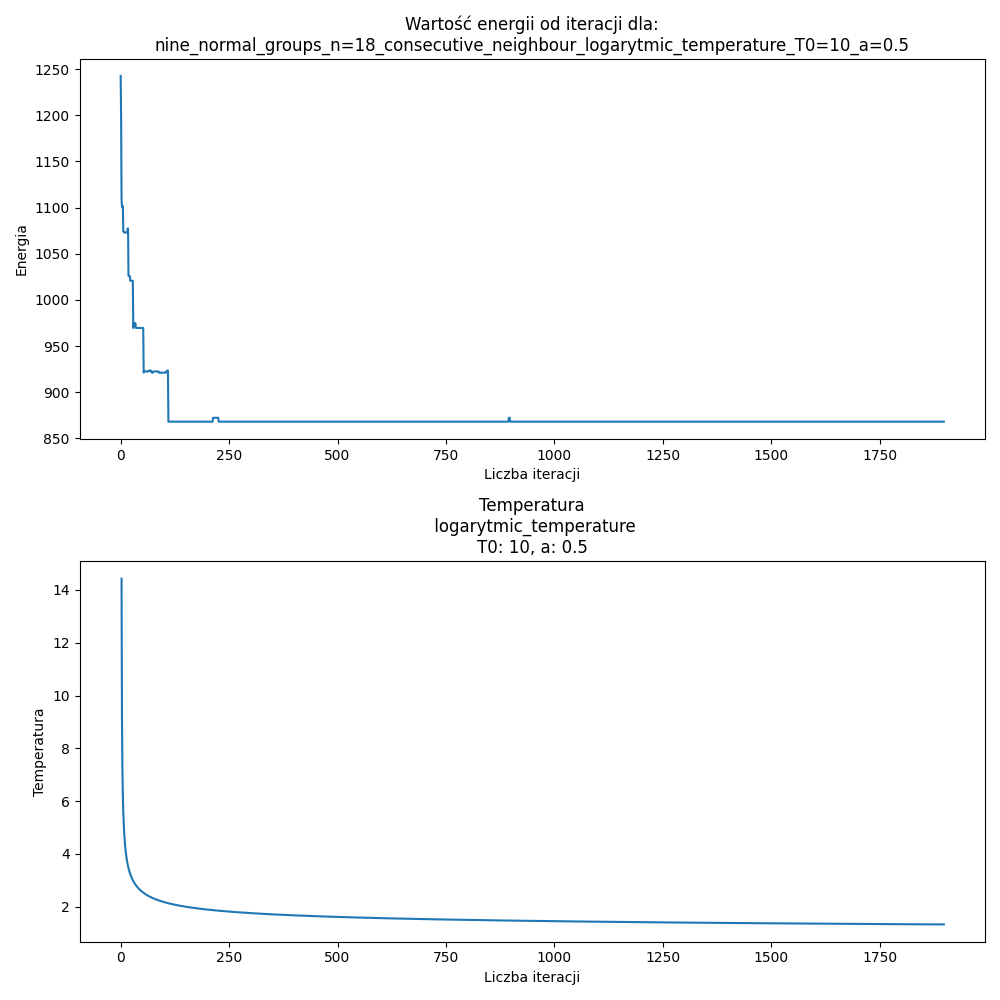 Wartość energii od iteracji dla:
nine_normal_groups_n=18_consecutive_neighbour_logarytmic_temperature_T0=10_a=0.5
1250
1200
1150
1100
1050
1000
950
900
850
Energia
0 250 500 750 1000 1250 1500 1750
Liczba iteracji
Temperatura
logarytmic_temperature
T0: 10, a: 0.5
14
12
10
8
6
4
2
Temperatura
0 250 500 750 1000 1250 1500 1750
Liczba iteracji